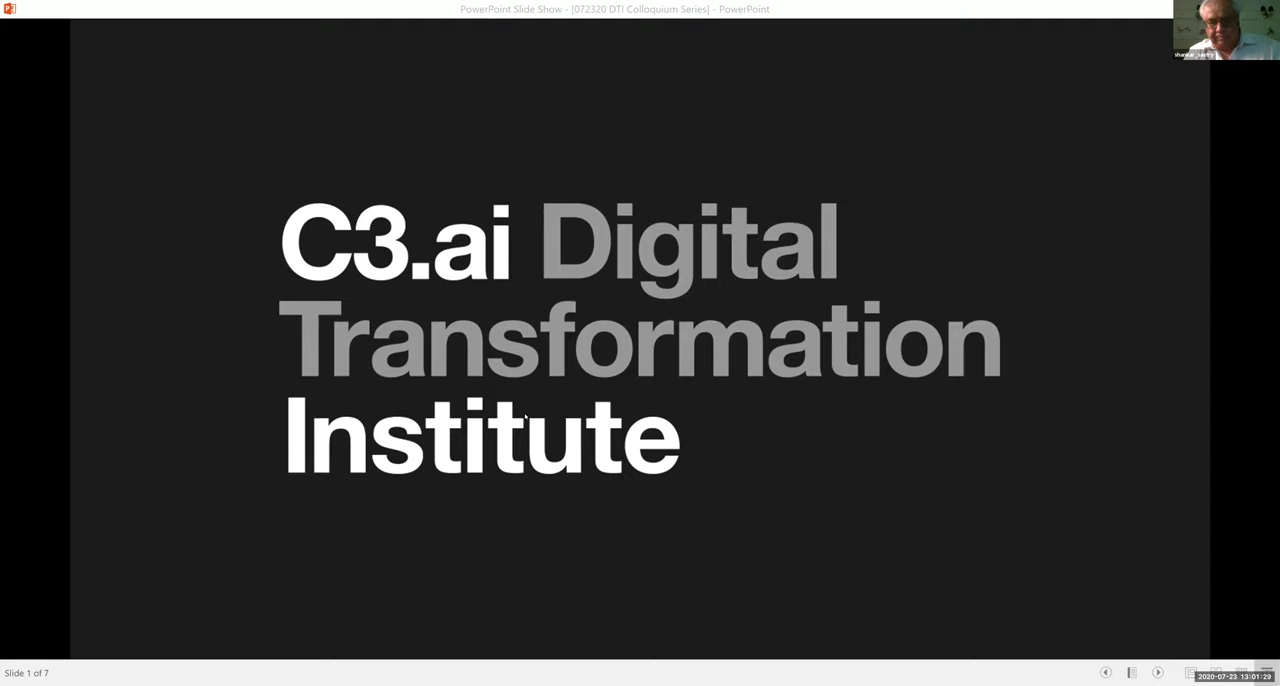 PowerPoint Slide Show - [072320 DTI Colloquium Series] - PowerPoint
C3.ai Digital
Transformation
Institute
Slide 1 of 7
2020-07-23 13:01:29